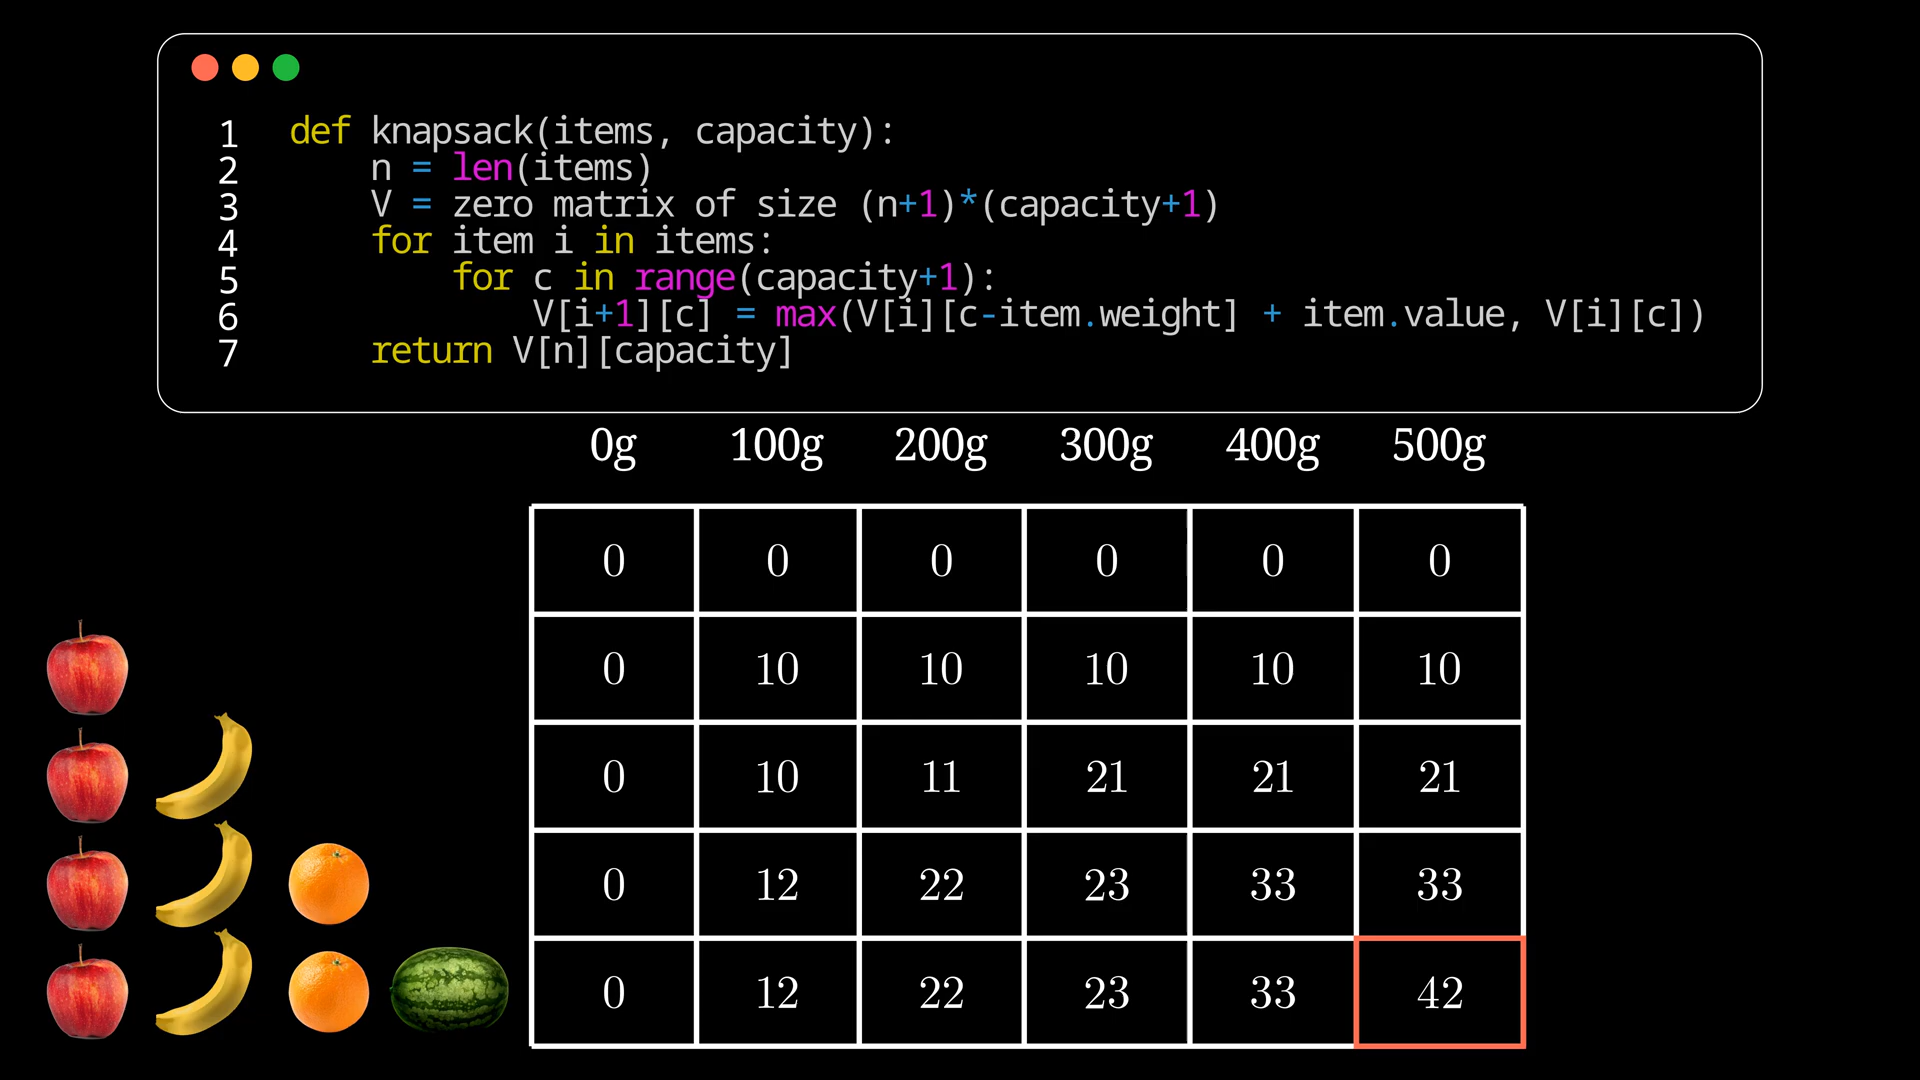 1 def knapsack(items, capacity):
2 n = len(items)
3 V = zero matrix of size (n+1)*(capacity+1)
4 for item i in items:
5 for c in range(capacity+1):
6 V[i+1][c] = max(V[i][c-item.weight] + item.value, V[i][c])
7 return V[n][capacity]
0g 100g 200g 300g 400g 500g
0 0 0 0 0 0
0 10 10 10 10 10
0 10 11 21 21 21
0 12 22 23 33 33
0 12 22 23 33 42